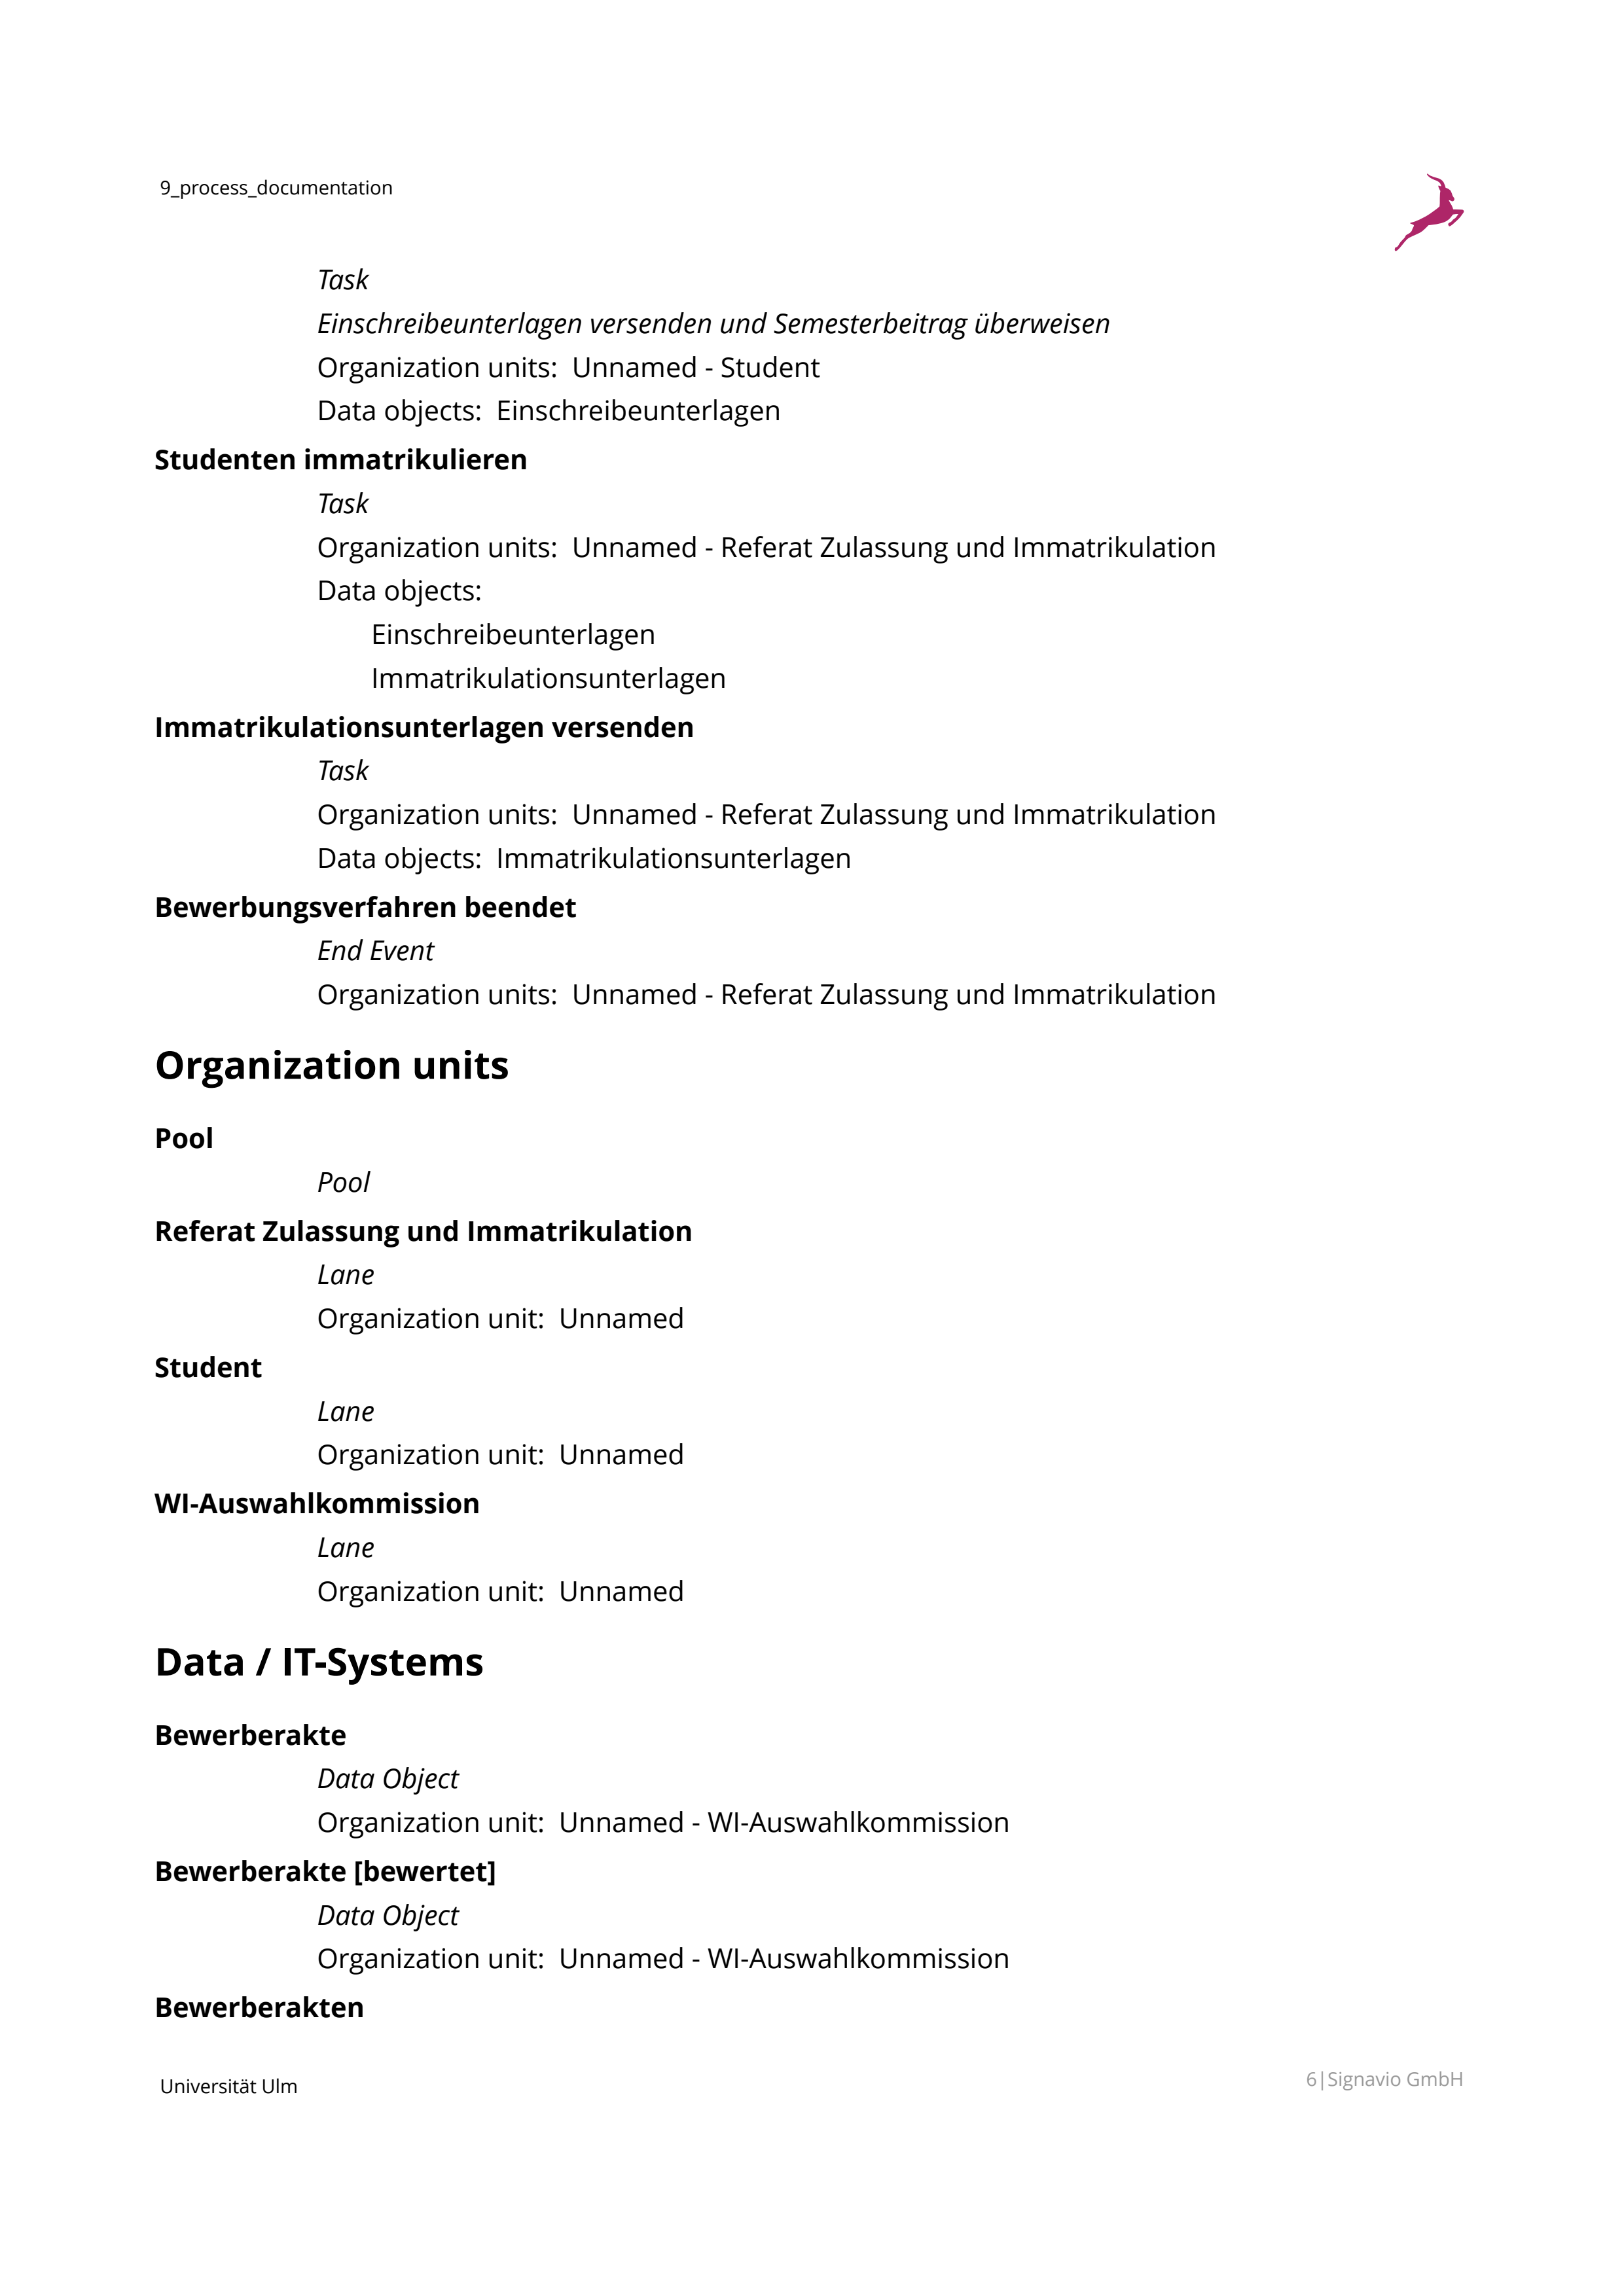 9_process_documentation
Task
Einschreibeunterlagen versenden und Semesterbeitrag überweisen
Organization units: Unnamed - Student
Data objects: Einschreibeunterlagen
Studenten immatrikulieren
Task
Organization units: Unnamed - Referat Zulassung und Immatrikulation
Data objects:
Einschreibeunterlagen
Immatrikulationsunterlagen
Immatrikulationsunterlagen versenden
Task
Organization units: Unnamed - Referat Zulassung und Immatrikulation
Data objects: Immatrikulationsunterlagen
Bewerbungsverfahren beendet
End Event
Organization units: Unnamed - Referat Zulassung und Immatrikulation
Organization units
Pool
Pool
Referat Zulassung und Immatrikulation
Lane
Organization unit: Unnamed
Student
Lane
Organization unit: Unnamed
WI-Auswahlkommission
Lane
Organization unit: Unnamed
Data / IT-Systems
Bewerberakte
Data Object
Organization unit: Unnamed - WI-Auswahlkommission
Bewerberakte [bewertet]
Data Object
Organization unit: Unnamed - WI-Auswahlkommission
Bewerberakten
Universität Ulm
6|Signavio GmbH